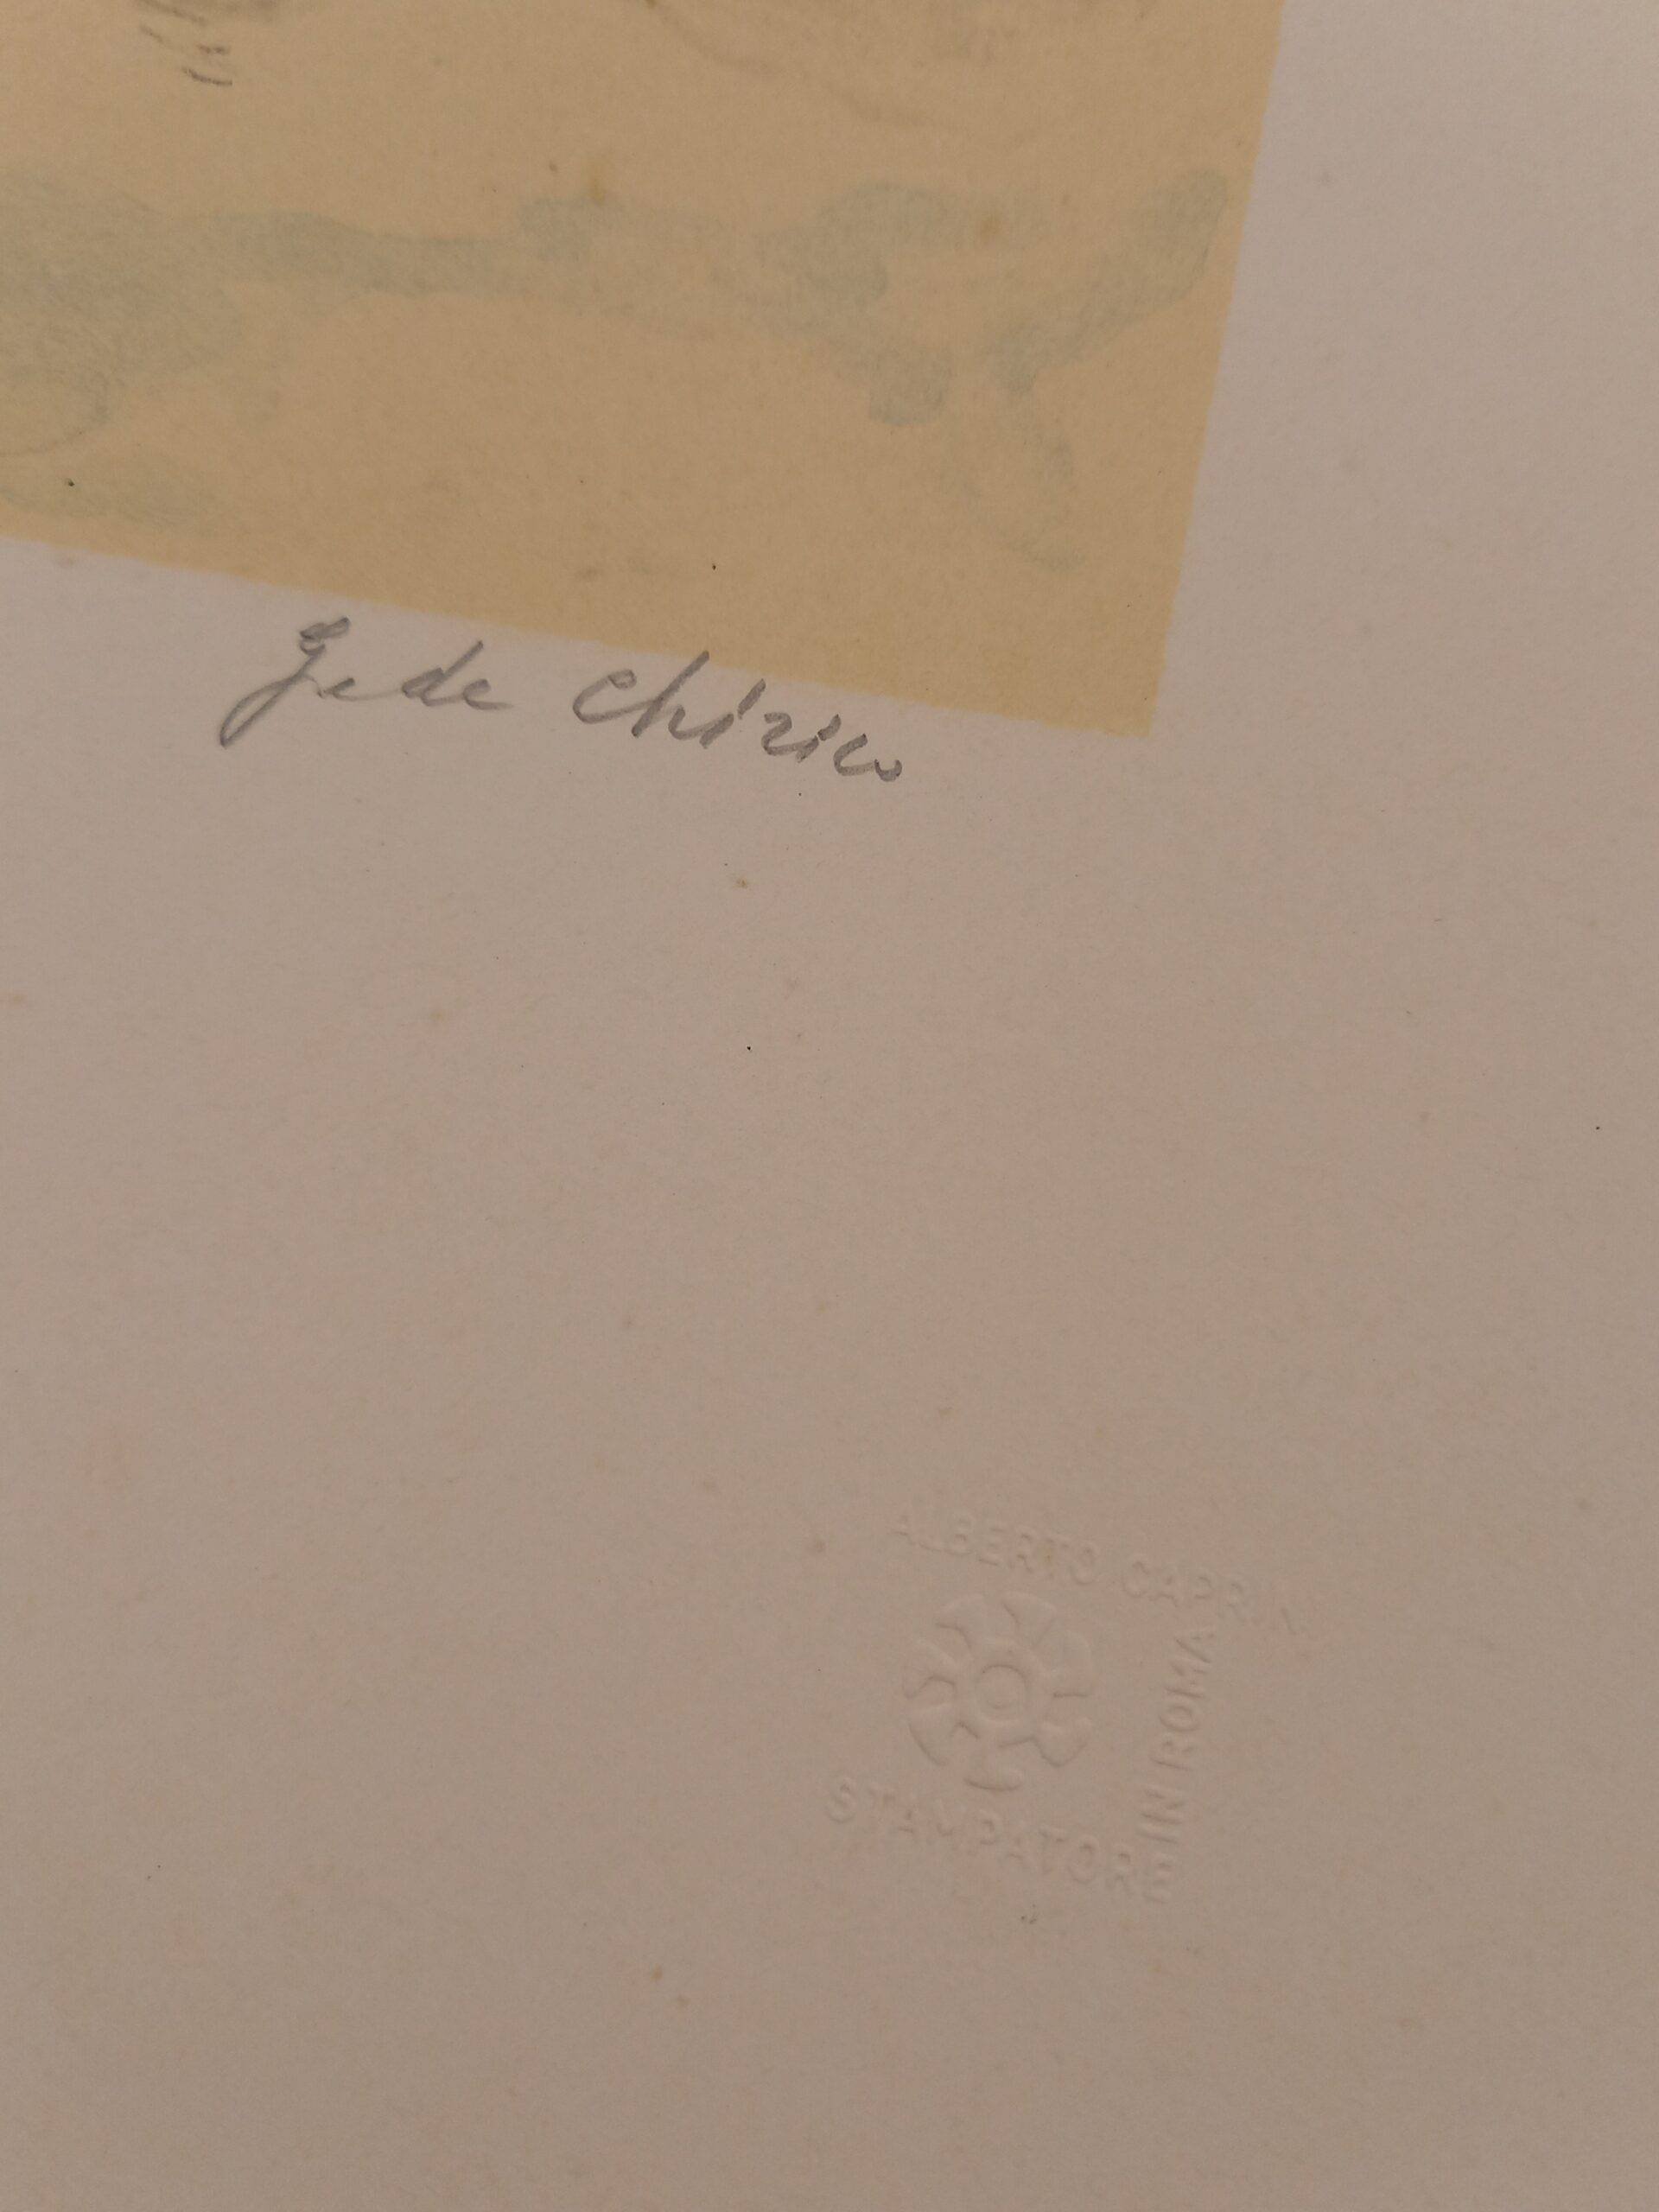 g. de Chirico
ALBERTO CAPRINI
STAMPATORE
IN ROMA